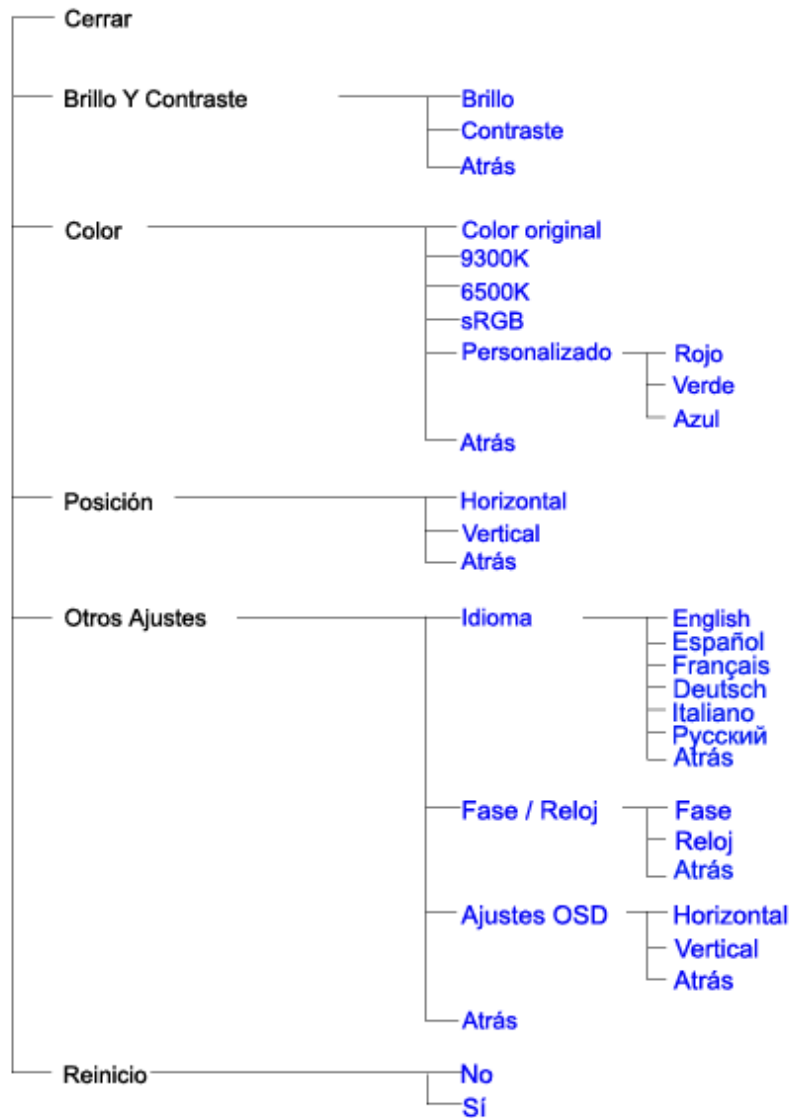 Cerrar
Brillo Y Contraste
Brillo
Contraste
Atrás
Color
Color original
9300K
6500K
sRGB
Personalizado
Rojo
Verde
Azul
Atrás
Posición
Horizontal
Vertical
Atrás
Otros Ajustes
Idioma
English
Español
Français
Deutsch
Italiano
Русский
Atrás
Fase / Reloj
Fase
Reloj
Atrás
Ajustes OSD
Horizontal
Vertical
Atrás
Atrás
Reinicio
No
Sí